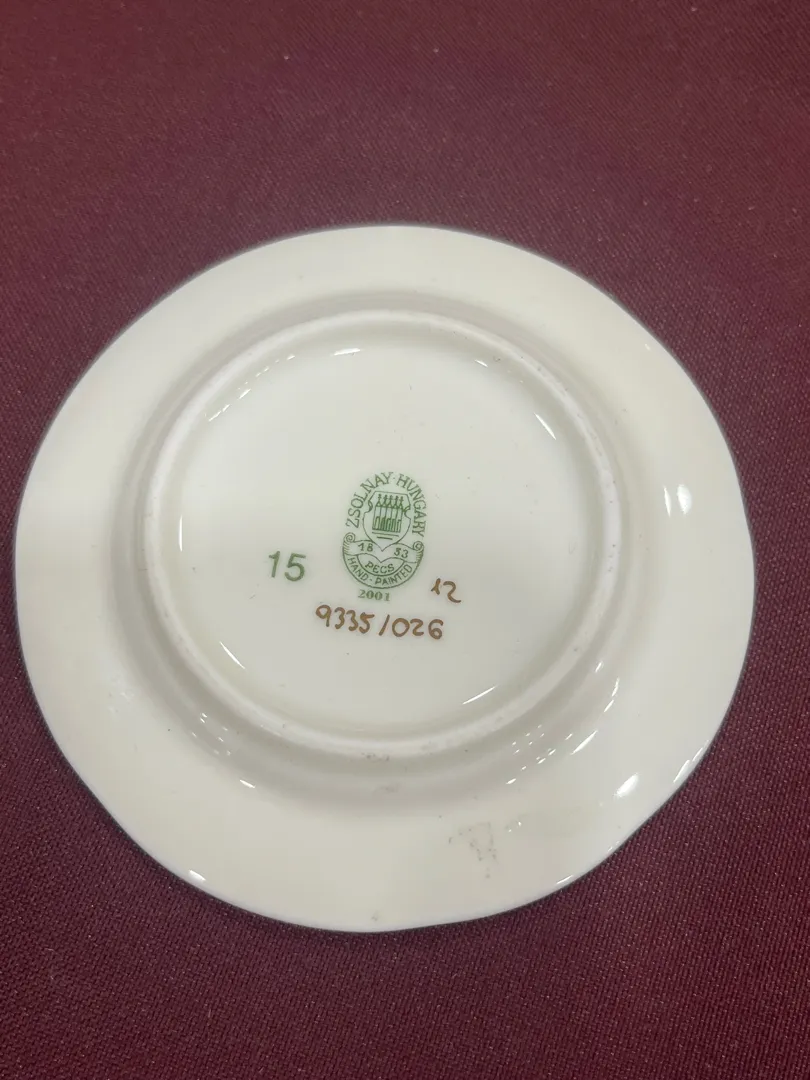 ZSOLNAY·HUNGARY
18 53
PECS
HAND-PAINTED
2001
15
12
9335/026